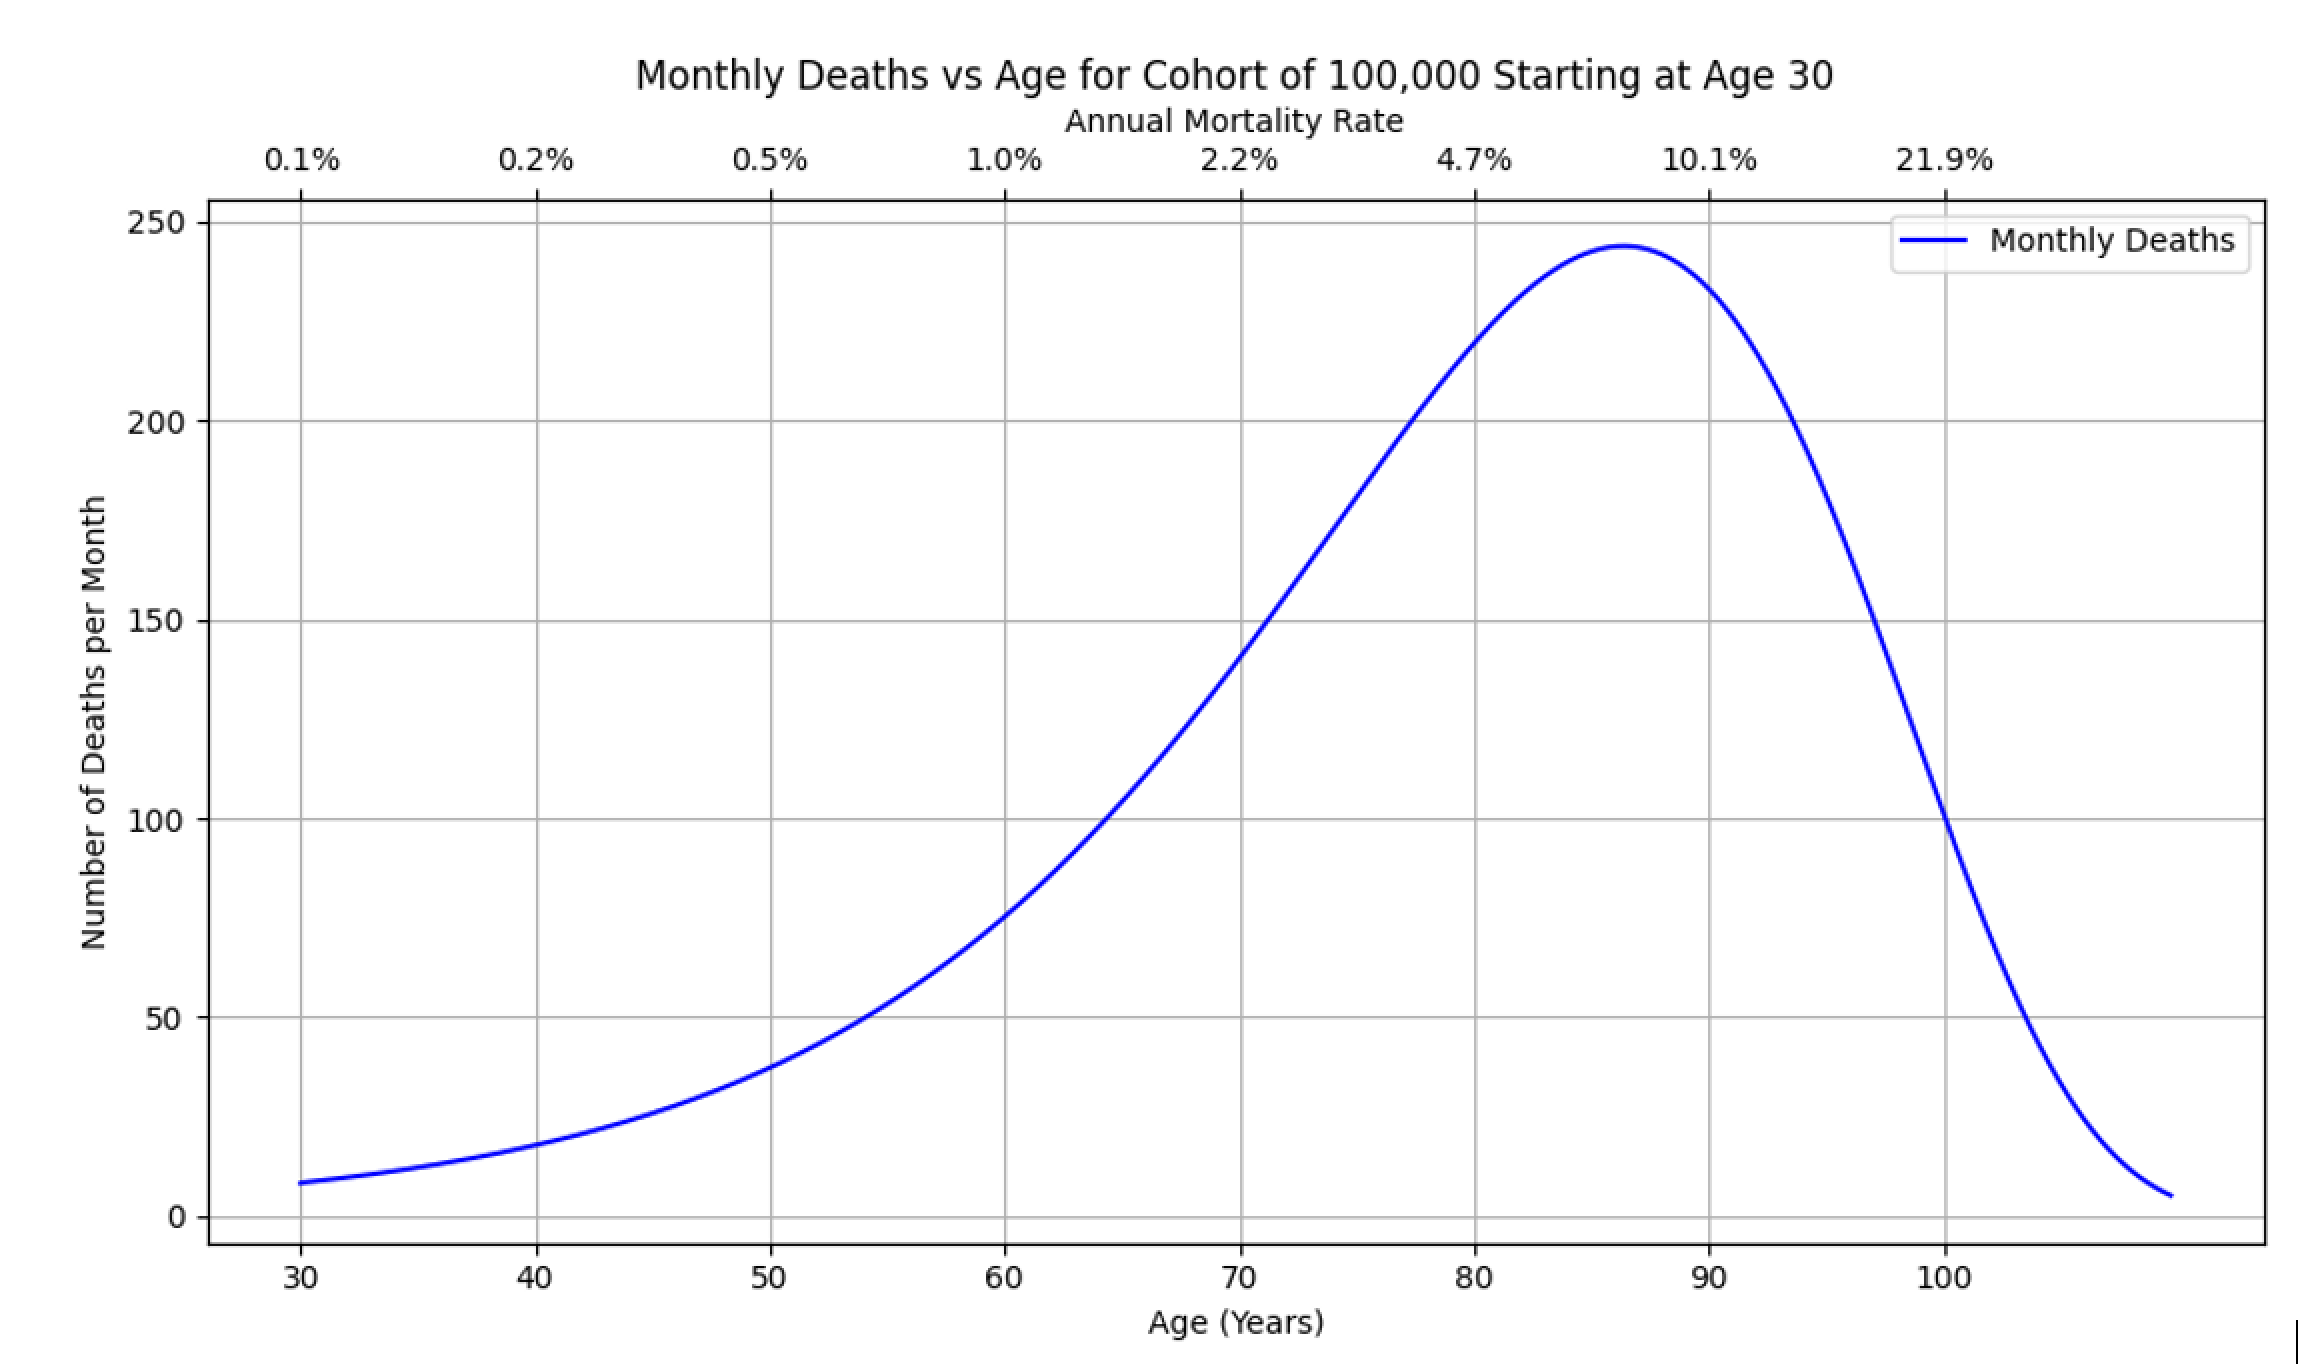 Monthly Deaths vs Age for Cohort of 100,000 Starting at Age 30
Annual Mortality Rate
0.1% 0.2% 0.5% 1.0% 2.2% 4.7% 10.1% 21.9%
Monthly Deaths
Number of Deaths per Month
250
200
150
100
50
0
30 40 50 60 70 80 90 100
Age (Years)